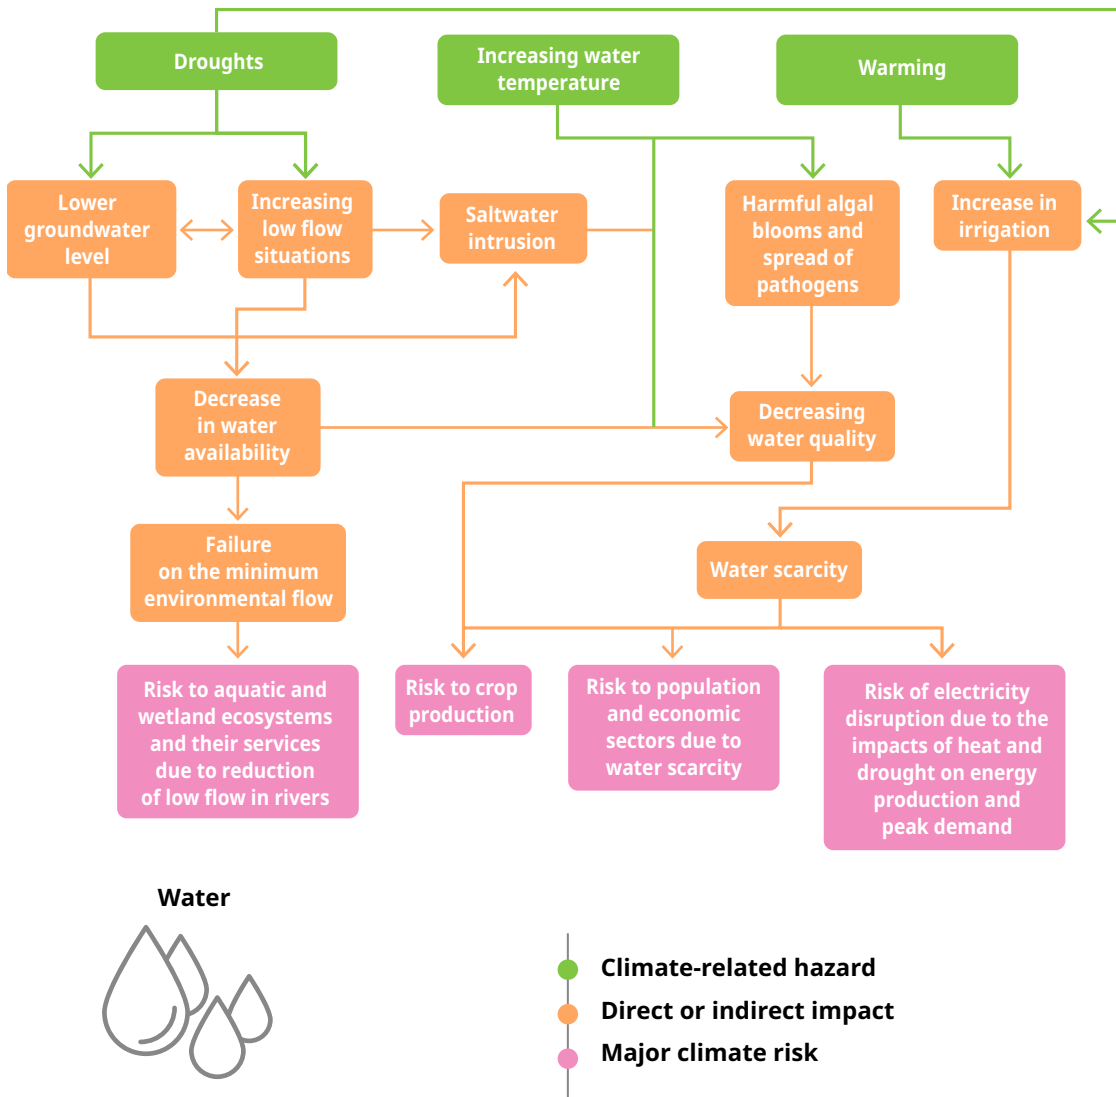 Droughts
Increasing water
temperature
Warming
Lower
groundwater
level
Increasing
low flow
situations
Saltwater
intrusion
Harmful algal
blooms and
spread of
pathogens
Increase in
irrigation
Decrease
in water
availability
Decreasing
water quality
Failure
on the minimum
environmental flow
Water scarcity
Risk to aquatic and
wetland ecosystems
and their services
due to reduction
of low flow in rivers
Risk to crop
production
Risk to population
and economic
sectors due to
water scarcity
Risk of electricity
disruption due to the
impacts of heat and
drought on energy
production and
peak demand
Water
Climate-related hazard
Direct or indirect impact
Major climate risk